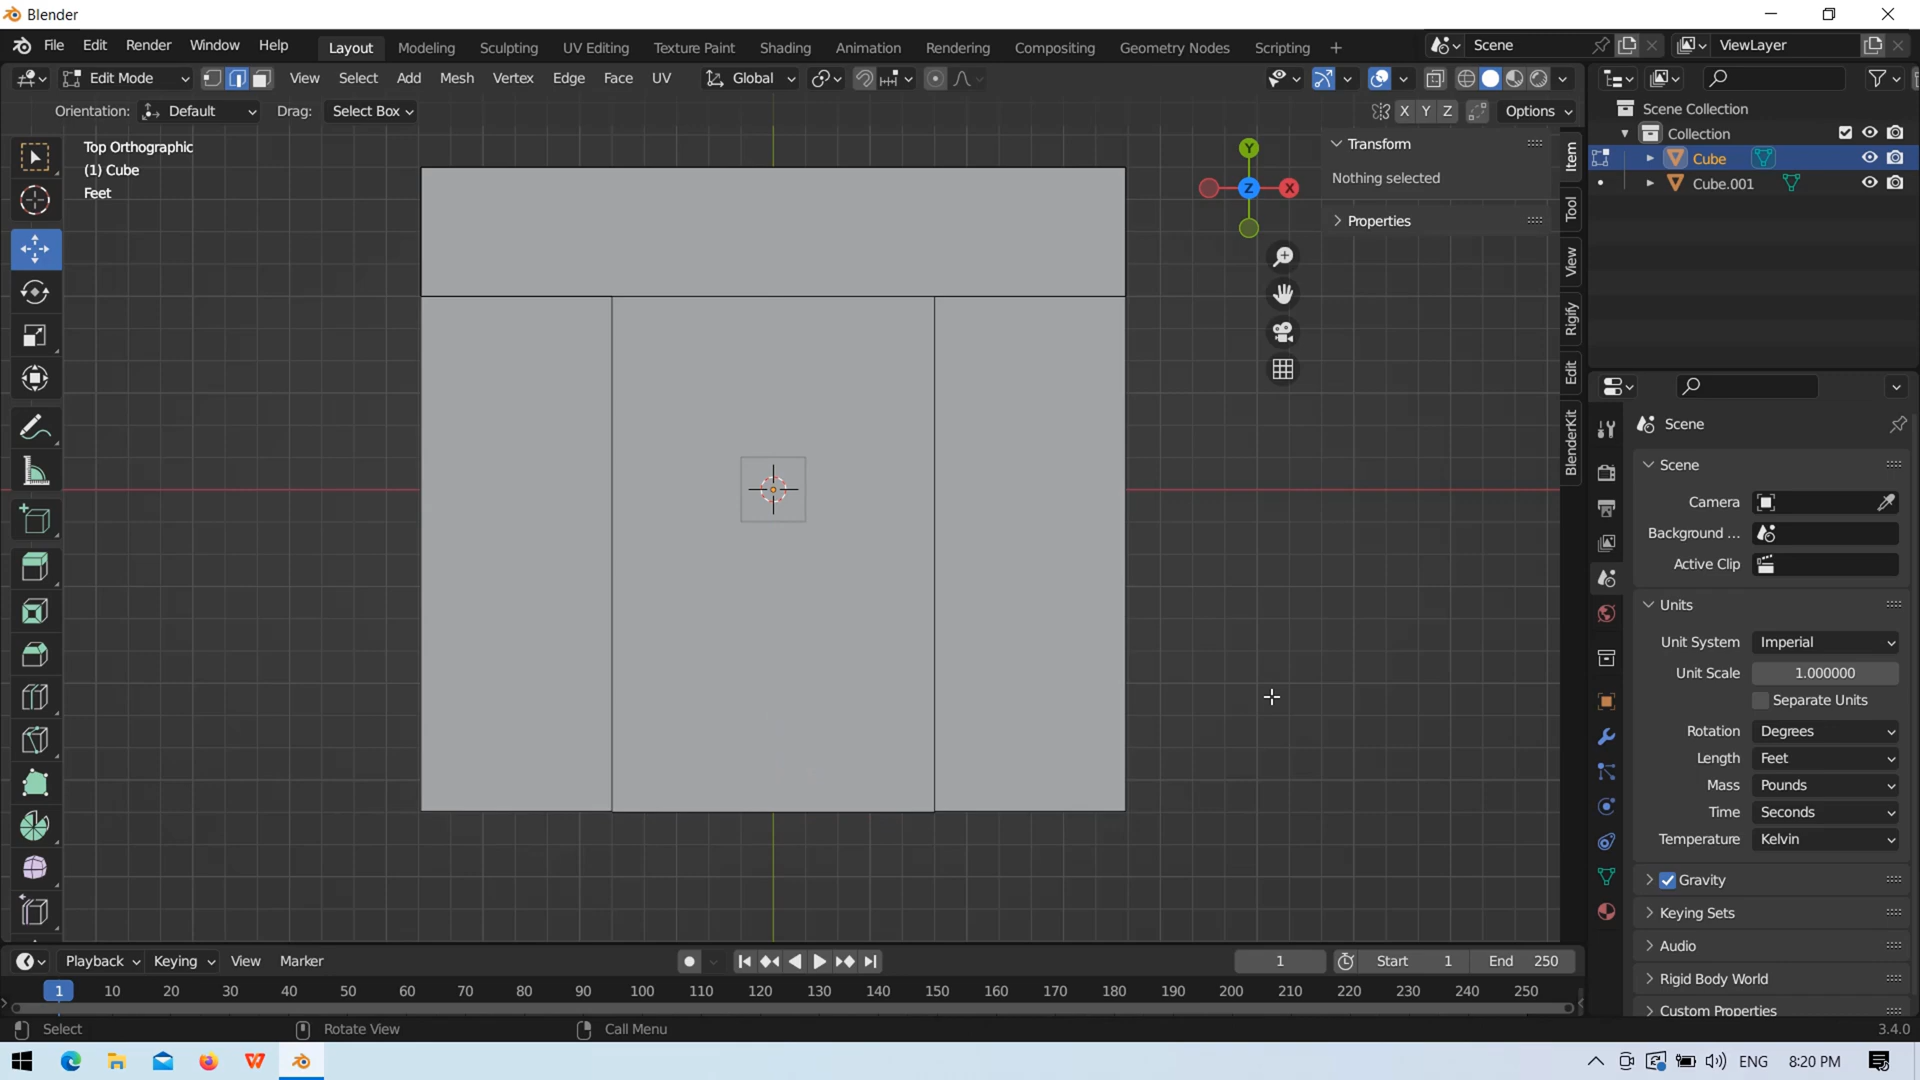 Blender
File Edit Render Window Help Layout Modeling Sculpting UV Editing Texture Paint Shading Animation Rendering Compositing Geometry Nodes Scripting + Scene ViewLayer
Edit Mode View Select Add Mesh Vertex Edge Face UV Global
Orientation: Default Drag: Select Box X Y Z Options
Top Orthographic
(1) Cube
Feet
Y
X
Z
Transform
Nothing selected
Properties
Item
Tool
View
Rigify
Edit
BlenderKit
Scene Collection
Collection
Cube
Cube.001
Scene
Scene
Camera
Background ...
Active Clip
Units
Unit System Imperial
Unit Scale 1.000000
Separate Units
Rotation Degrees
Length Feet
Mass Pounds
Time Seconds
Temperature Kelvin
Gravity
Keying Sets
Audio
Rigid Body World
Custom Properties
Playback Keying View Marker 1 Start 1 End 250
1 10 20 30 40 50 60 70 80 90 100 110 120 130 140 150 160 170 180 190 200 210 220 230 240 250
Select Rotate View Call Menu 3.4.0
ENG 8:20 PM